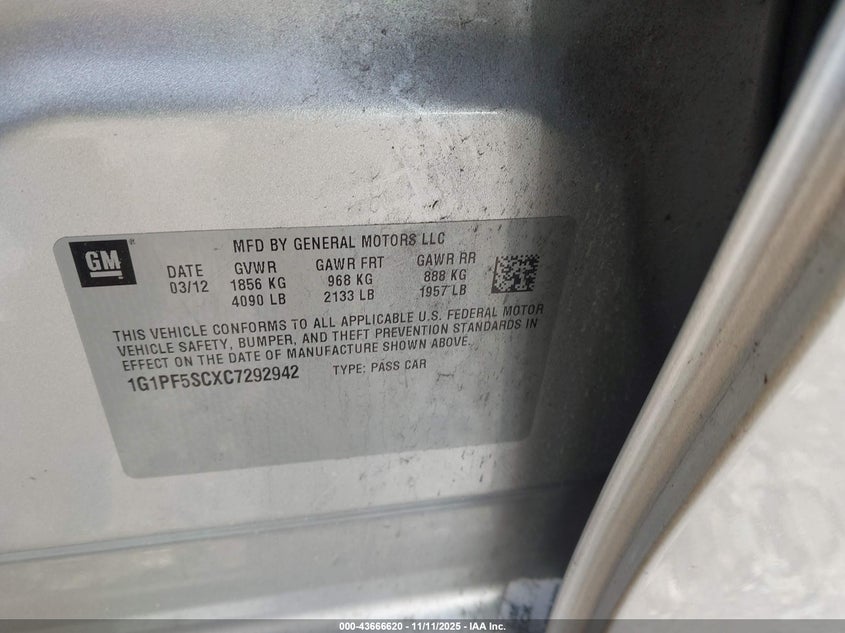 GM
®
MFD BY GENERAL MOTORS LLC
DATE GVWR GAWR FRT GAWR RR
03/12 1856 KG 968 KG 888 KG
4090 LB 2133 LB 1957 LB
THIS VEHICLE CONFORMS TO ALL APPLICABLE U.S. FEDERAL MOTOR
VEHICLE SAFETY, BUMPER, AND THEFT PREVENTION STANDARDS IN
EFFECT ON THE DATE OF MANUFACTURE SHOWN ABOVE.
1G1PF5SCXC7292942 TYPE: PASS CAR
000-43666620 - 11/11/2025 - IAA Inc.